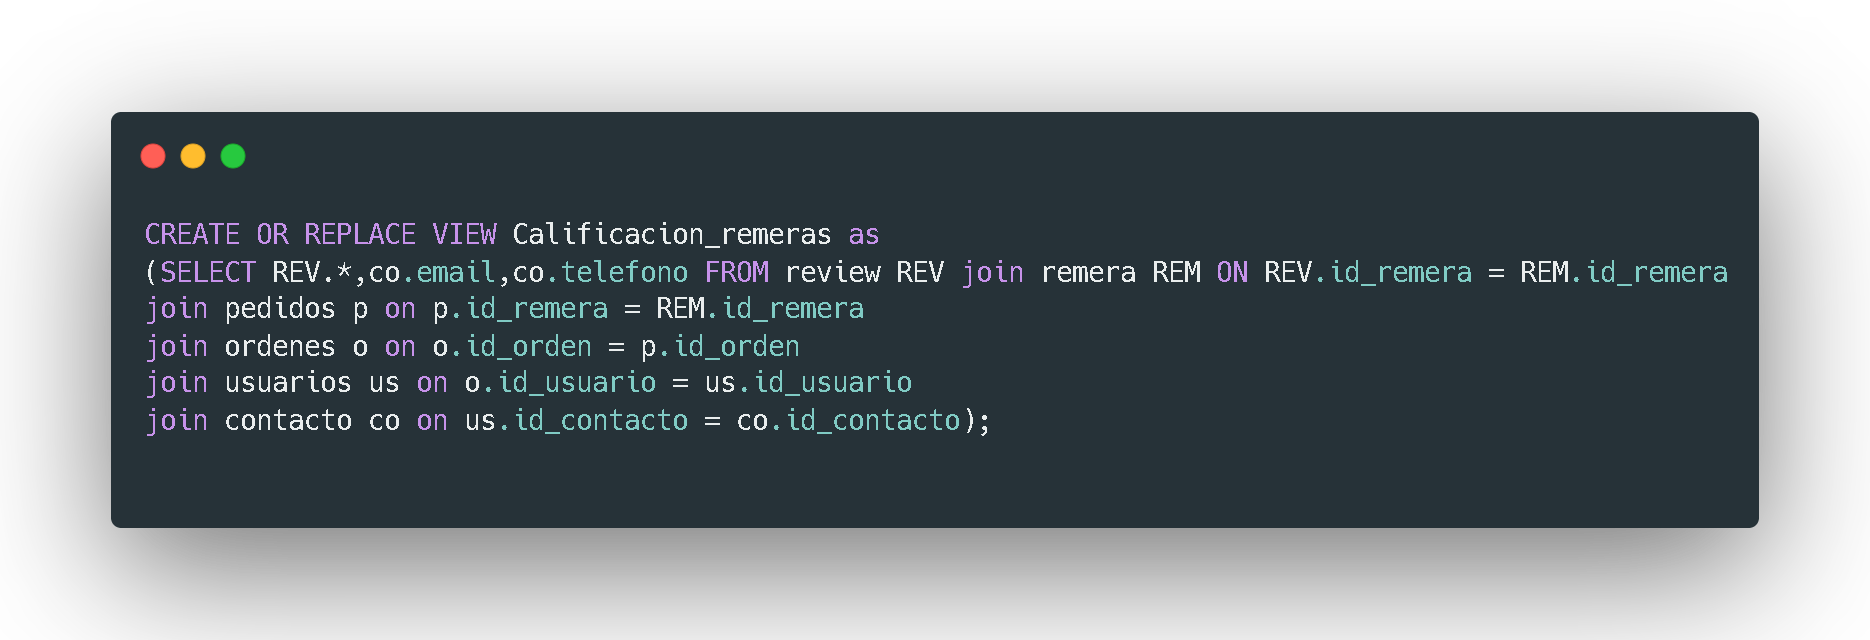 CREATE OR REPLACE VIEW Calificacion_remeras as
(SELECT REV.*,co.email,co.telefono FROM review REV join remera REM ON REV.id_remera = REM.id_remera
join pedidos p on p.id_remera = REM.id_remera
join ordenes o on o.id_orden = p.id_orden
join usuarios us on o.id_usuario = us.id_usuario
join contacto co on us.id_contacto = co.id_contacto);